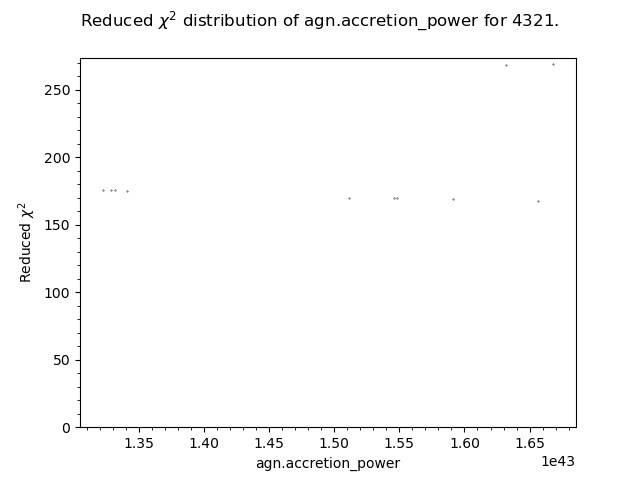 Reduced χ² distribution of agn.accretion_power for 4321.
250
200
150
100
50
0
Reduced χ²
1.35 1.40 1.45 1.50 1.55 1.60 1.65
1e43
agn.accretion_power